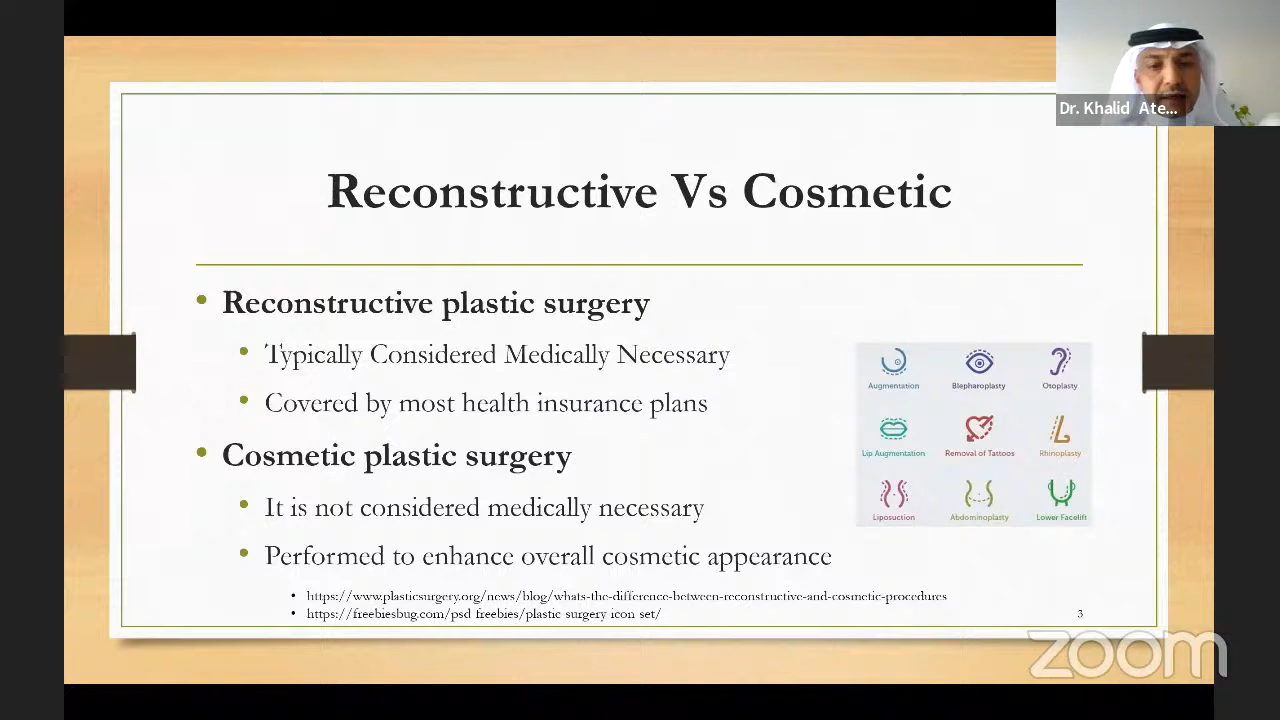 Dr. Khalid Ate...
Reconstructive Vs Cosmetic
• Reconstructive plastic surgery
• Typically Considered Medically Necessary
• Covered by most health insurance plans
• Cosmetic plastic surgery
• It is not considered medically necessary
• Performed to enhance overall cosmetic appearance
Augmentation Blepharoplasty Otoplasty
Lip Augmentation Removal of Tattoos Rhinoplasty
Liposuction Abdominoplasty Lower Facelift
• https://www.plasticsurgery.org/news/blog/whats-the-difference-between-reconstructive-and-cosmetic-procedures
• https://freebiesbug.com/psd-freebies/plastic-surgery-icon-set/
3
zoom